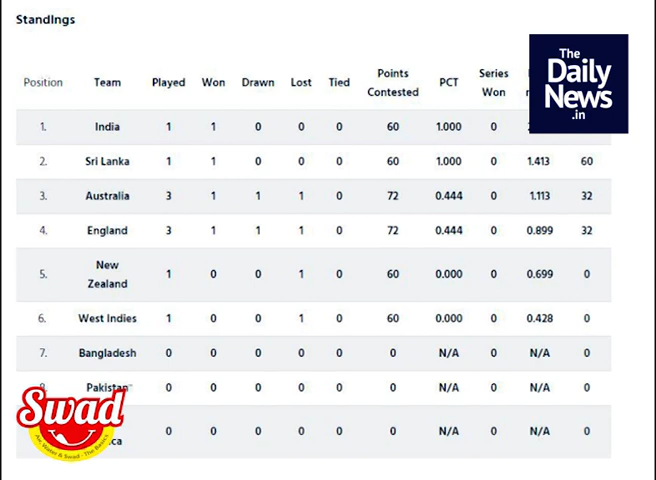 Standings
Position Team Played Won Drawn Lost Tied Points Contested PCT Series Won
The
Daily
News
.in
1. India 1 1 0 0 0 60 1.000 0
2. Sri Lanka 1 1 0 0 0 60 1.000 0 1.413 60
3. Australia 3 1 1 1 0 72 0.444 0 1.113 32
4. England 3 1 1 1 0 72 0.444 0 0.899 32
5. New Zealand 1 0 0 1 0 60 0.000 0 0.699 0
6. West Indies 1 0 0 1 0 60 0.000 0 0.428 0
7. Bangladesh 0 0 0 0 0 0 N/A 0 N/A 0
Pakistan 0 0 0 0 0 0 N/A 0 N/A 0
Swad
ca 0 0 0 0 0 0 N/A 0 N/A 0